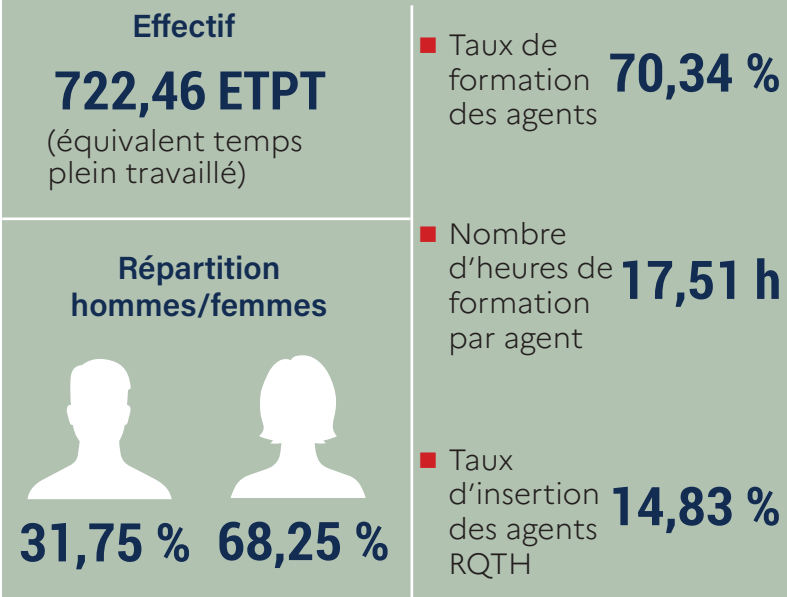 Effectif
722,46 ETPT
(équivalent temps
plein travaillé)
Répartition
hommes/femmes
31,75 % 68,25 %
Taux de
formation
des agents
70,34 %
Nombre
d’heures de
formation
par agent
17,51 h
Taux
d’insertion
des agents
RQTH
14,83 %